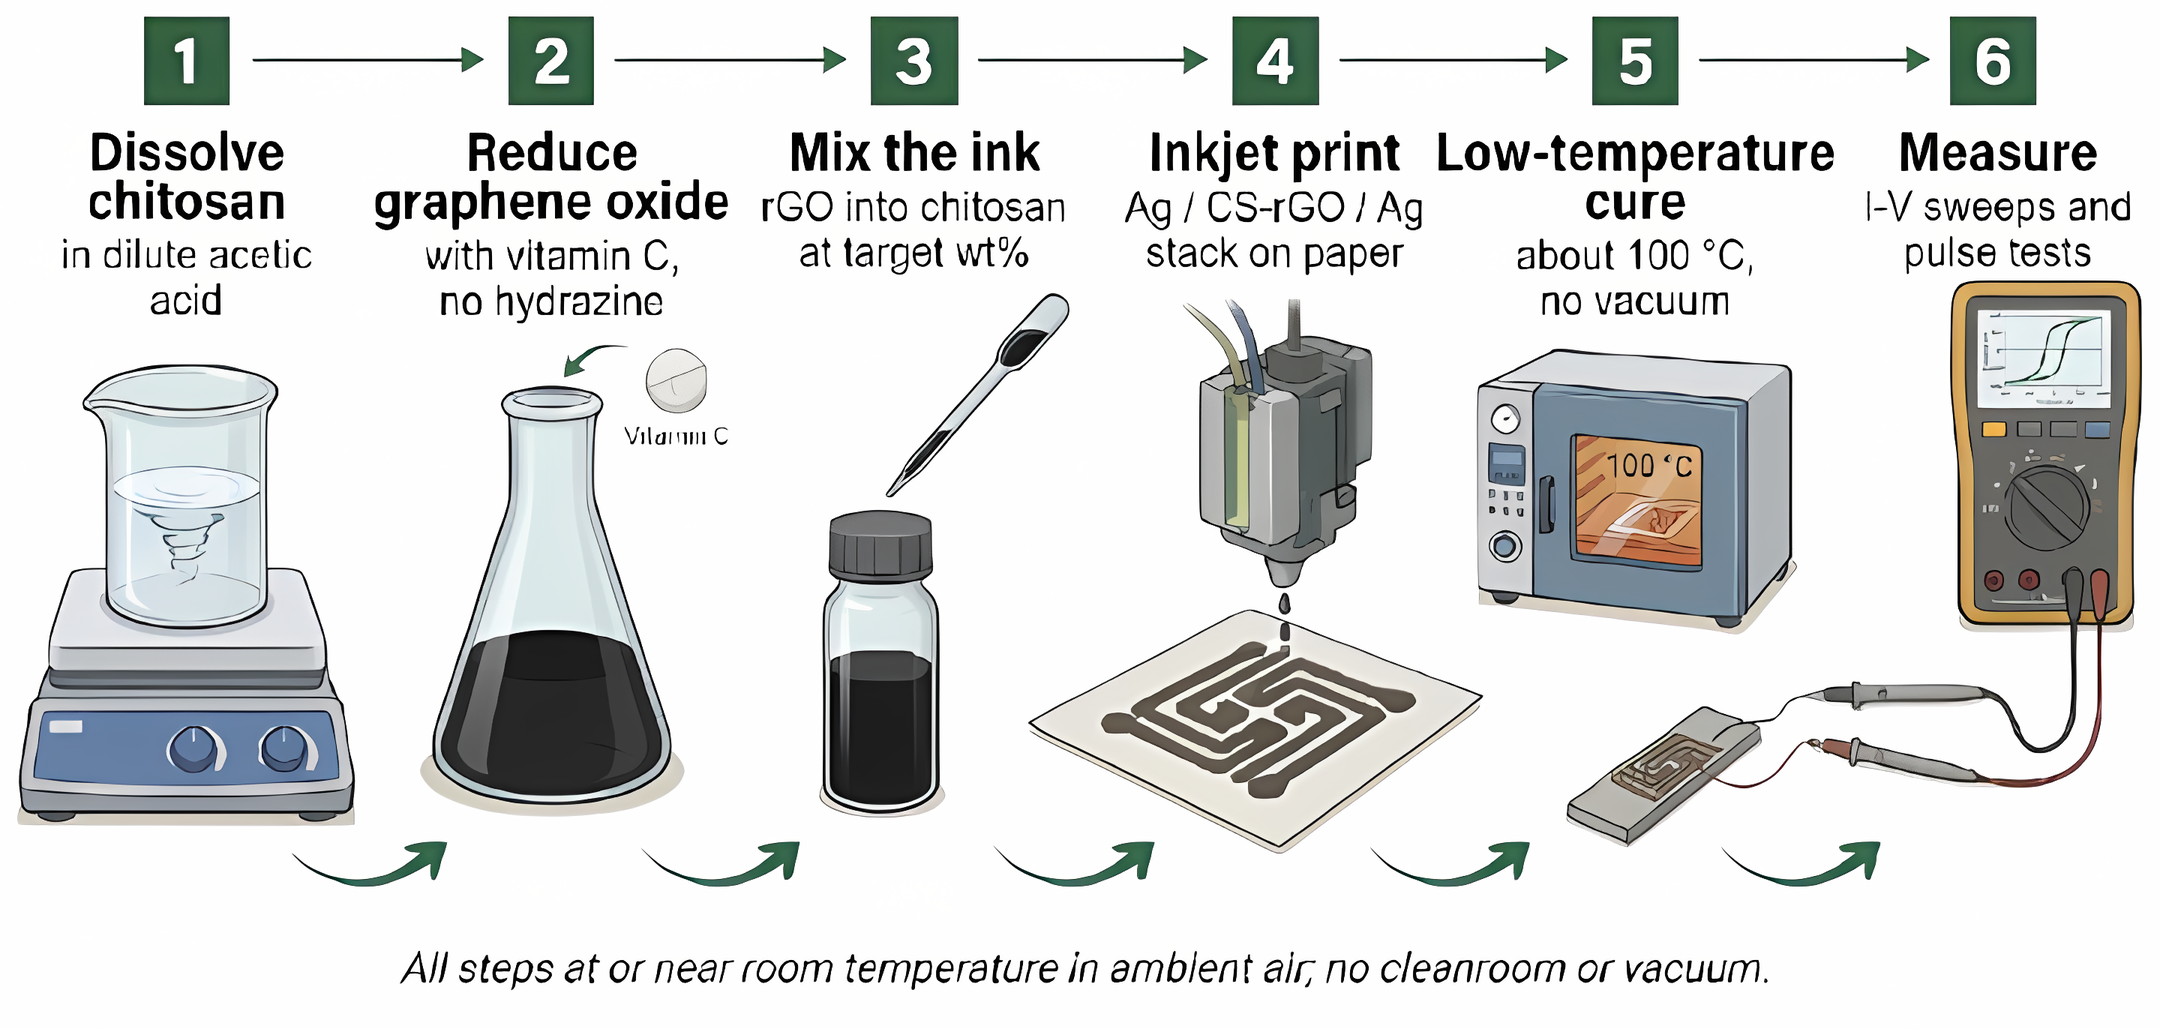 1
2
3
4
5
6
Dissolve
chitosan
in dilute acetic
acid
Reduce
graphene oxide
with vitamin C,
no hydrazine
Vitamin C
Mix the ink
rGO into chitosan
at target wt%
Inkjet print
Ag / CS-rGO / Ag
stack on paper
Low-temperature
cure
about 100 °C,
no vacuum
100 °C
Measure
I-V sweeps and
pulse tests
All steps at or near room temperature in ambient air, no cleanroom or vacuum.